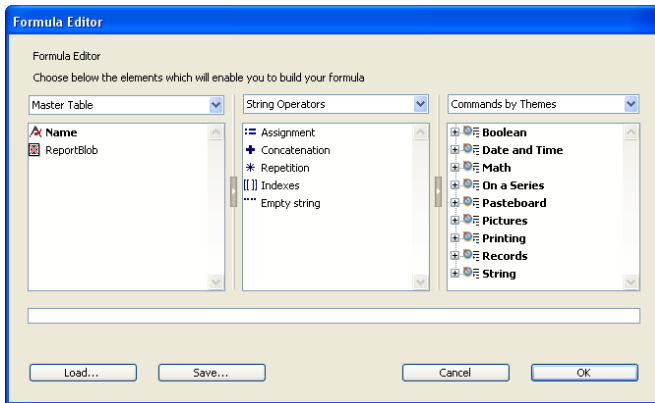 Formula Editor
Formula Editor
Choose below the elements which will enable you to build your formula
Master Table
String Operators
Commands by Themes
Name
ReportBlob
:= Assignment
+ Concatenation
* Repetition
[[ ]] Indexes
"" Empty string
Boolean
Date and Time
Math
On a Series
Pasteboard
Pictures
Printing
Records
String
Load...
Save...
Cancel
OK